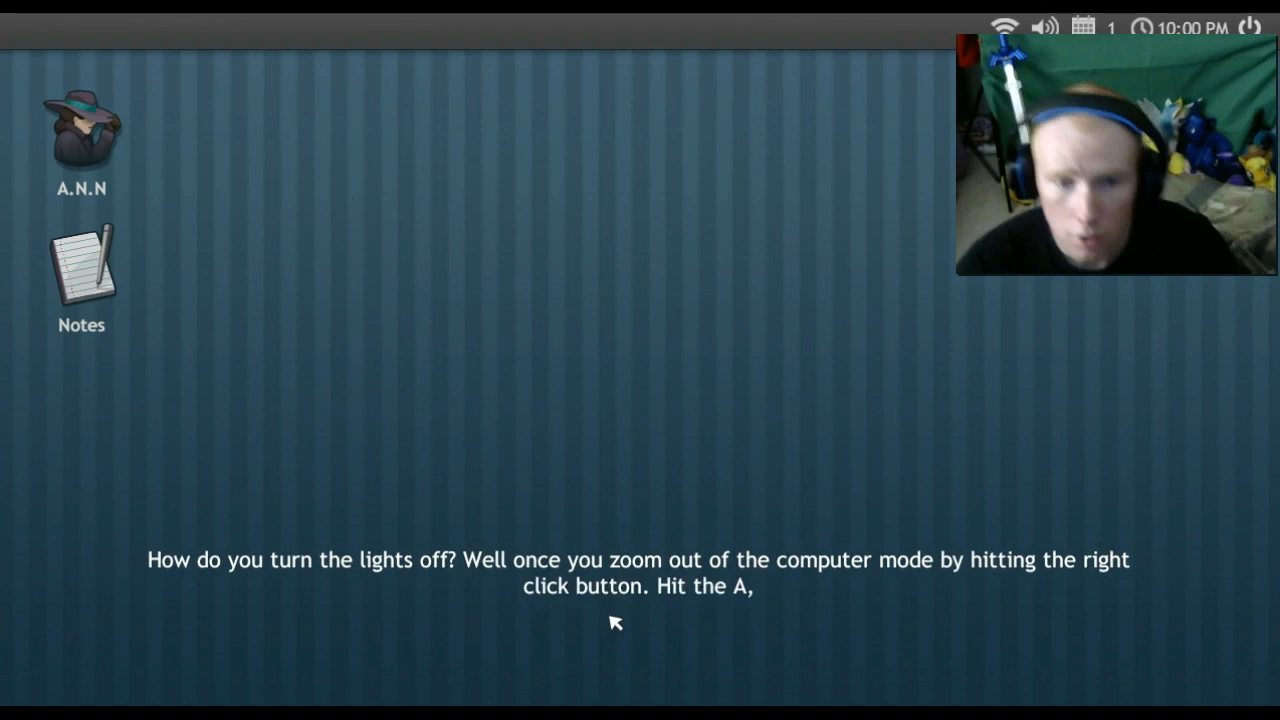 1 10:00 PM
A.N.N
Notes
How do you turn the lights off? Well once you zoom out of the computer mode by hitting the right
click button. Hit the A,